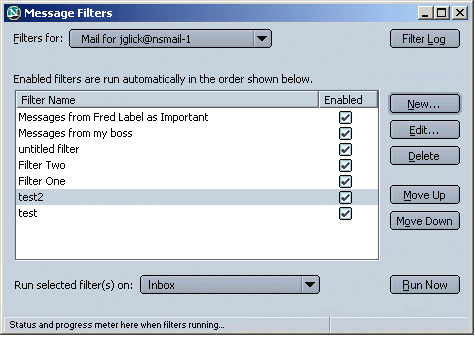 Message Filters
Filters for: Mail for jglick@nsmail-1 Filter Log
Enabled filters are run automatically in the order shown below.
Filter Name Enabled
Messages from Fred Label as Important
Messages from my boss
untitled filter
Filter Two
Filter One
test2
test
New...
Edit...
Delete
Move Up
Move Down
Run selected filter(s) on: Inbox Run Now
Status and progress meter here when filters running...